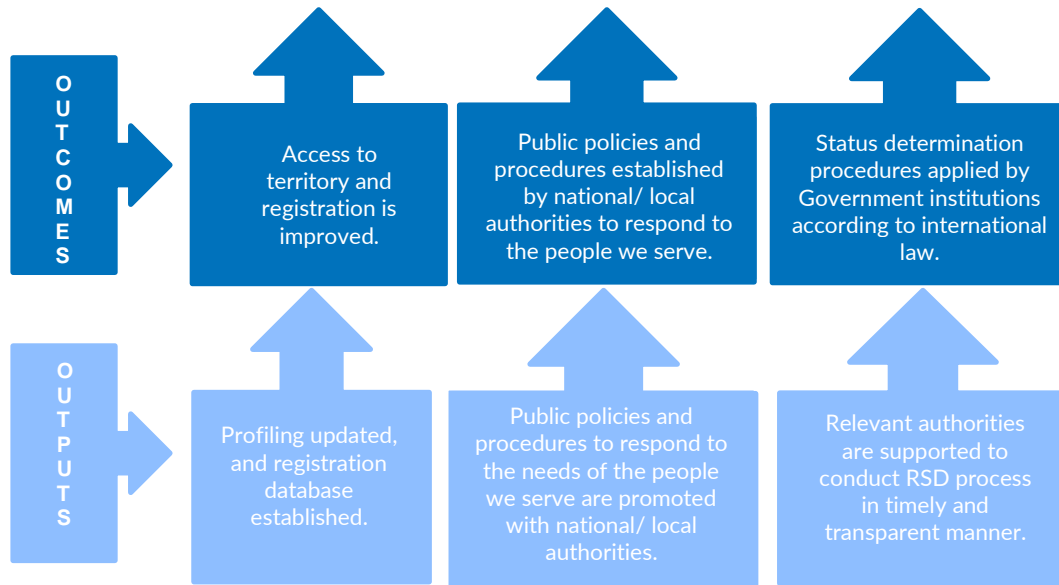 OUTCOMES
Access to
territory and
registration is
improved.
Public policies and
procedures established
by national/ local
authorities to respond to
the people we serve.
Status determination
procedures applied by
Government institutions
according to international
law.
OUTPUTS
Profiling updated,
and registration
database
established.
Public policies and
procedures to respond to
the needs of the people
we serve are promoted
with national/ local
authorities.
Relevant authorities
are supported to
conduct RSD process
in timely and
transparent manner.